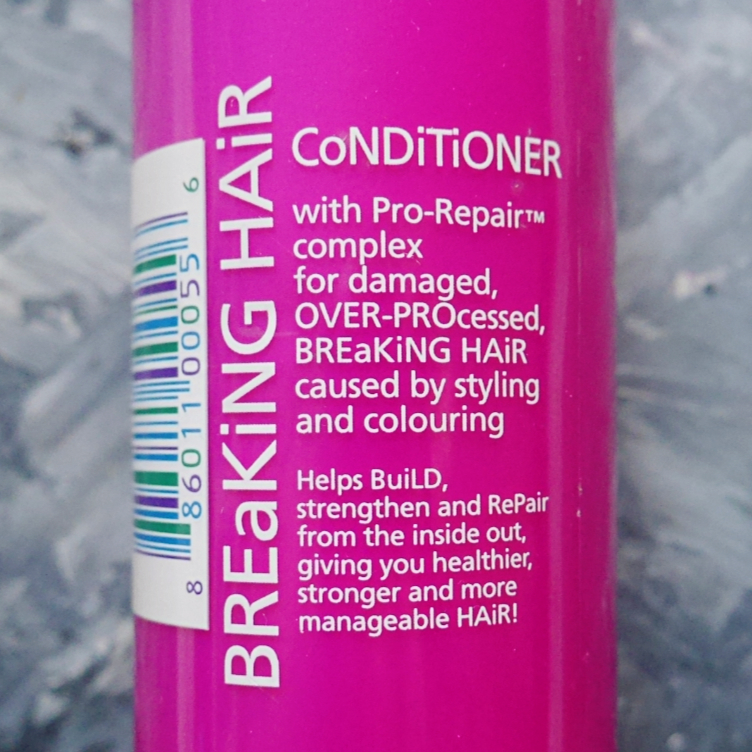 BREaKiNG HAiR
CoNDiTiONER
with Pro-Repair™
complex
for damaged,
OVER-PROcessed,
BREaKiNG HAiR
caused by styling
and colouring
Helps BuiLD,
strengthen and RePair
from the inside out,
giving you healthier,
stronger and more
manageable HAiR!
8 86011 00055 6